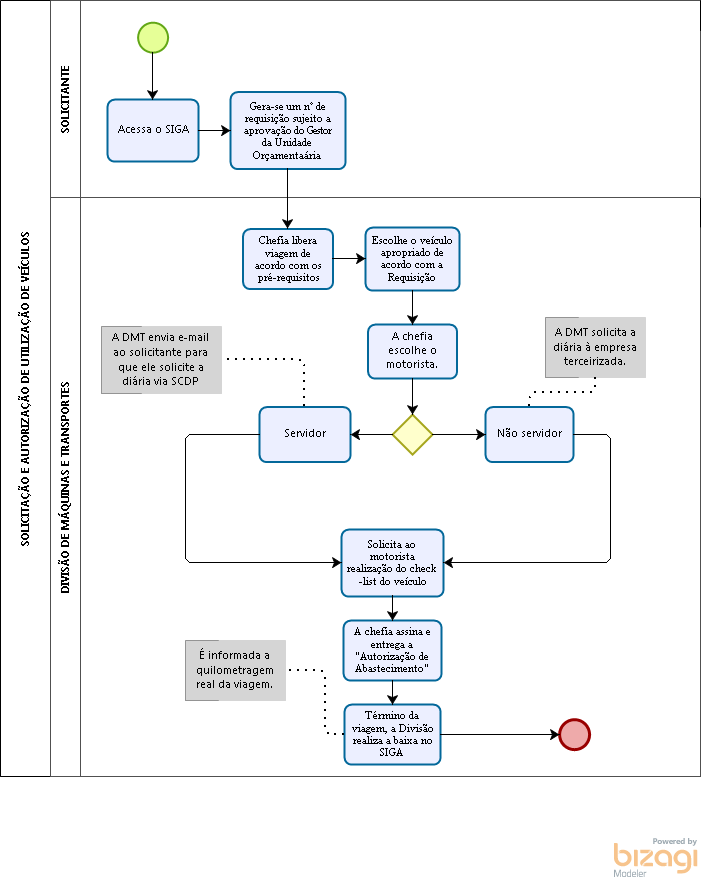 SOLICITAÇÃO E AUTORIZAÇÃO DE UTILIZAÇÃO DE VEÍCULOS
SOLICITANTE
Acessa o SIGA
Gera-se um n° de
requisição sujeito a
aprovação do Gestor
da Unidade
Orçamentaária
DIVISÃO DE MÁQUINAS E TRANSPORTES
Chefia libera
viagem de
acordo com os
pré-requisitos
Escolhe o veículo
apropriado de
acordo com a
Requisição
A chefia
escolhe o
motorista.
A DMT envia e-mail
ao solicitante para
que ele solicite a
diária via SCDP
A DMT solicita a
diária à empresa
terceirizada.
Servidor
Não servidor
Solicita ao
motorista
realização do check
-list do veículo
A chefia assina e
entrega a
"Autorização de
Abastecimento"
É informada a
quilometragem
real da viagem.
Término da
viagem, a Divisão
realiza a baixa no
SIGA
Powered by
bizagi
Modeler